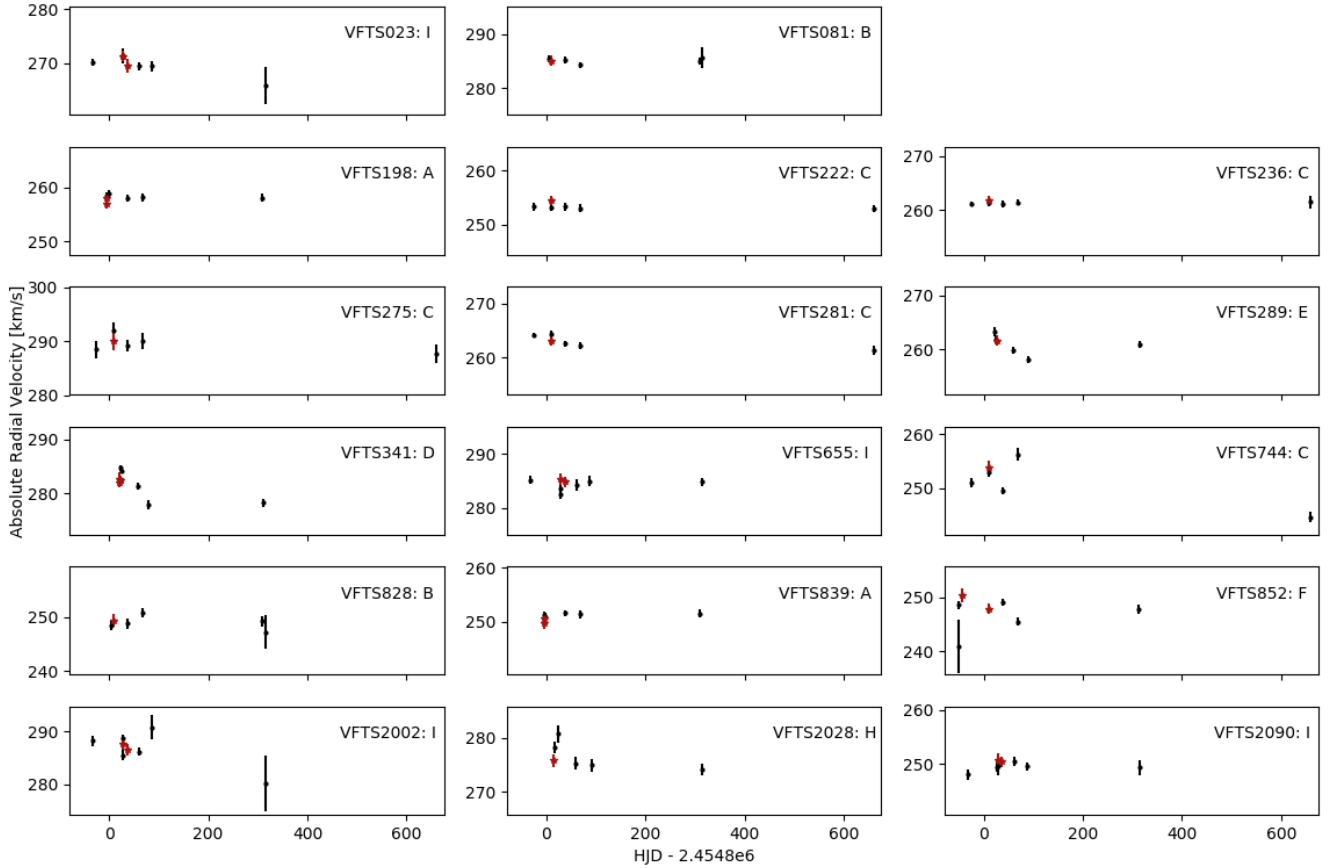 280
270
VFTS023: I
290
280
VFTS081: B
260
250
VFTS198: A
260
250
VFTS222: C
270
260
VFTS236: C
300
290
280
VFTS275: C
270
260
VFTS281: C
270
260
VFTS289: E
290
280
VFTS341: D
290
280
VFTS655: I
260
250
VFTS744: C
250
240
VFTS828: B
260
250
VFTS839: A
250
240
VFTS852: F
290
280
VFTS2002: I
280
270
VFTS2028: H
260
250
VFTS2090: I
0 200 400 600
0 200 400 600
0 200 400 600
Absolute Radial Velocity [km/s]
HJD - 2.4548e6